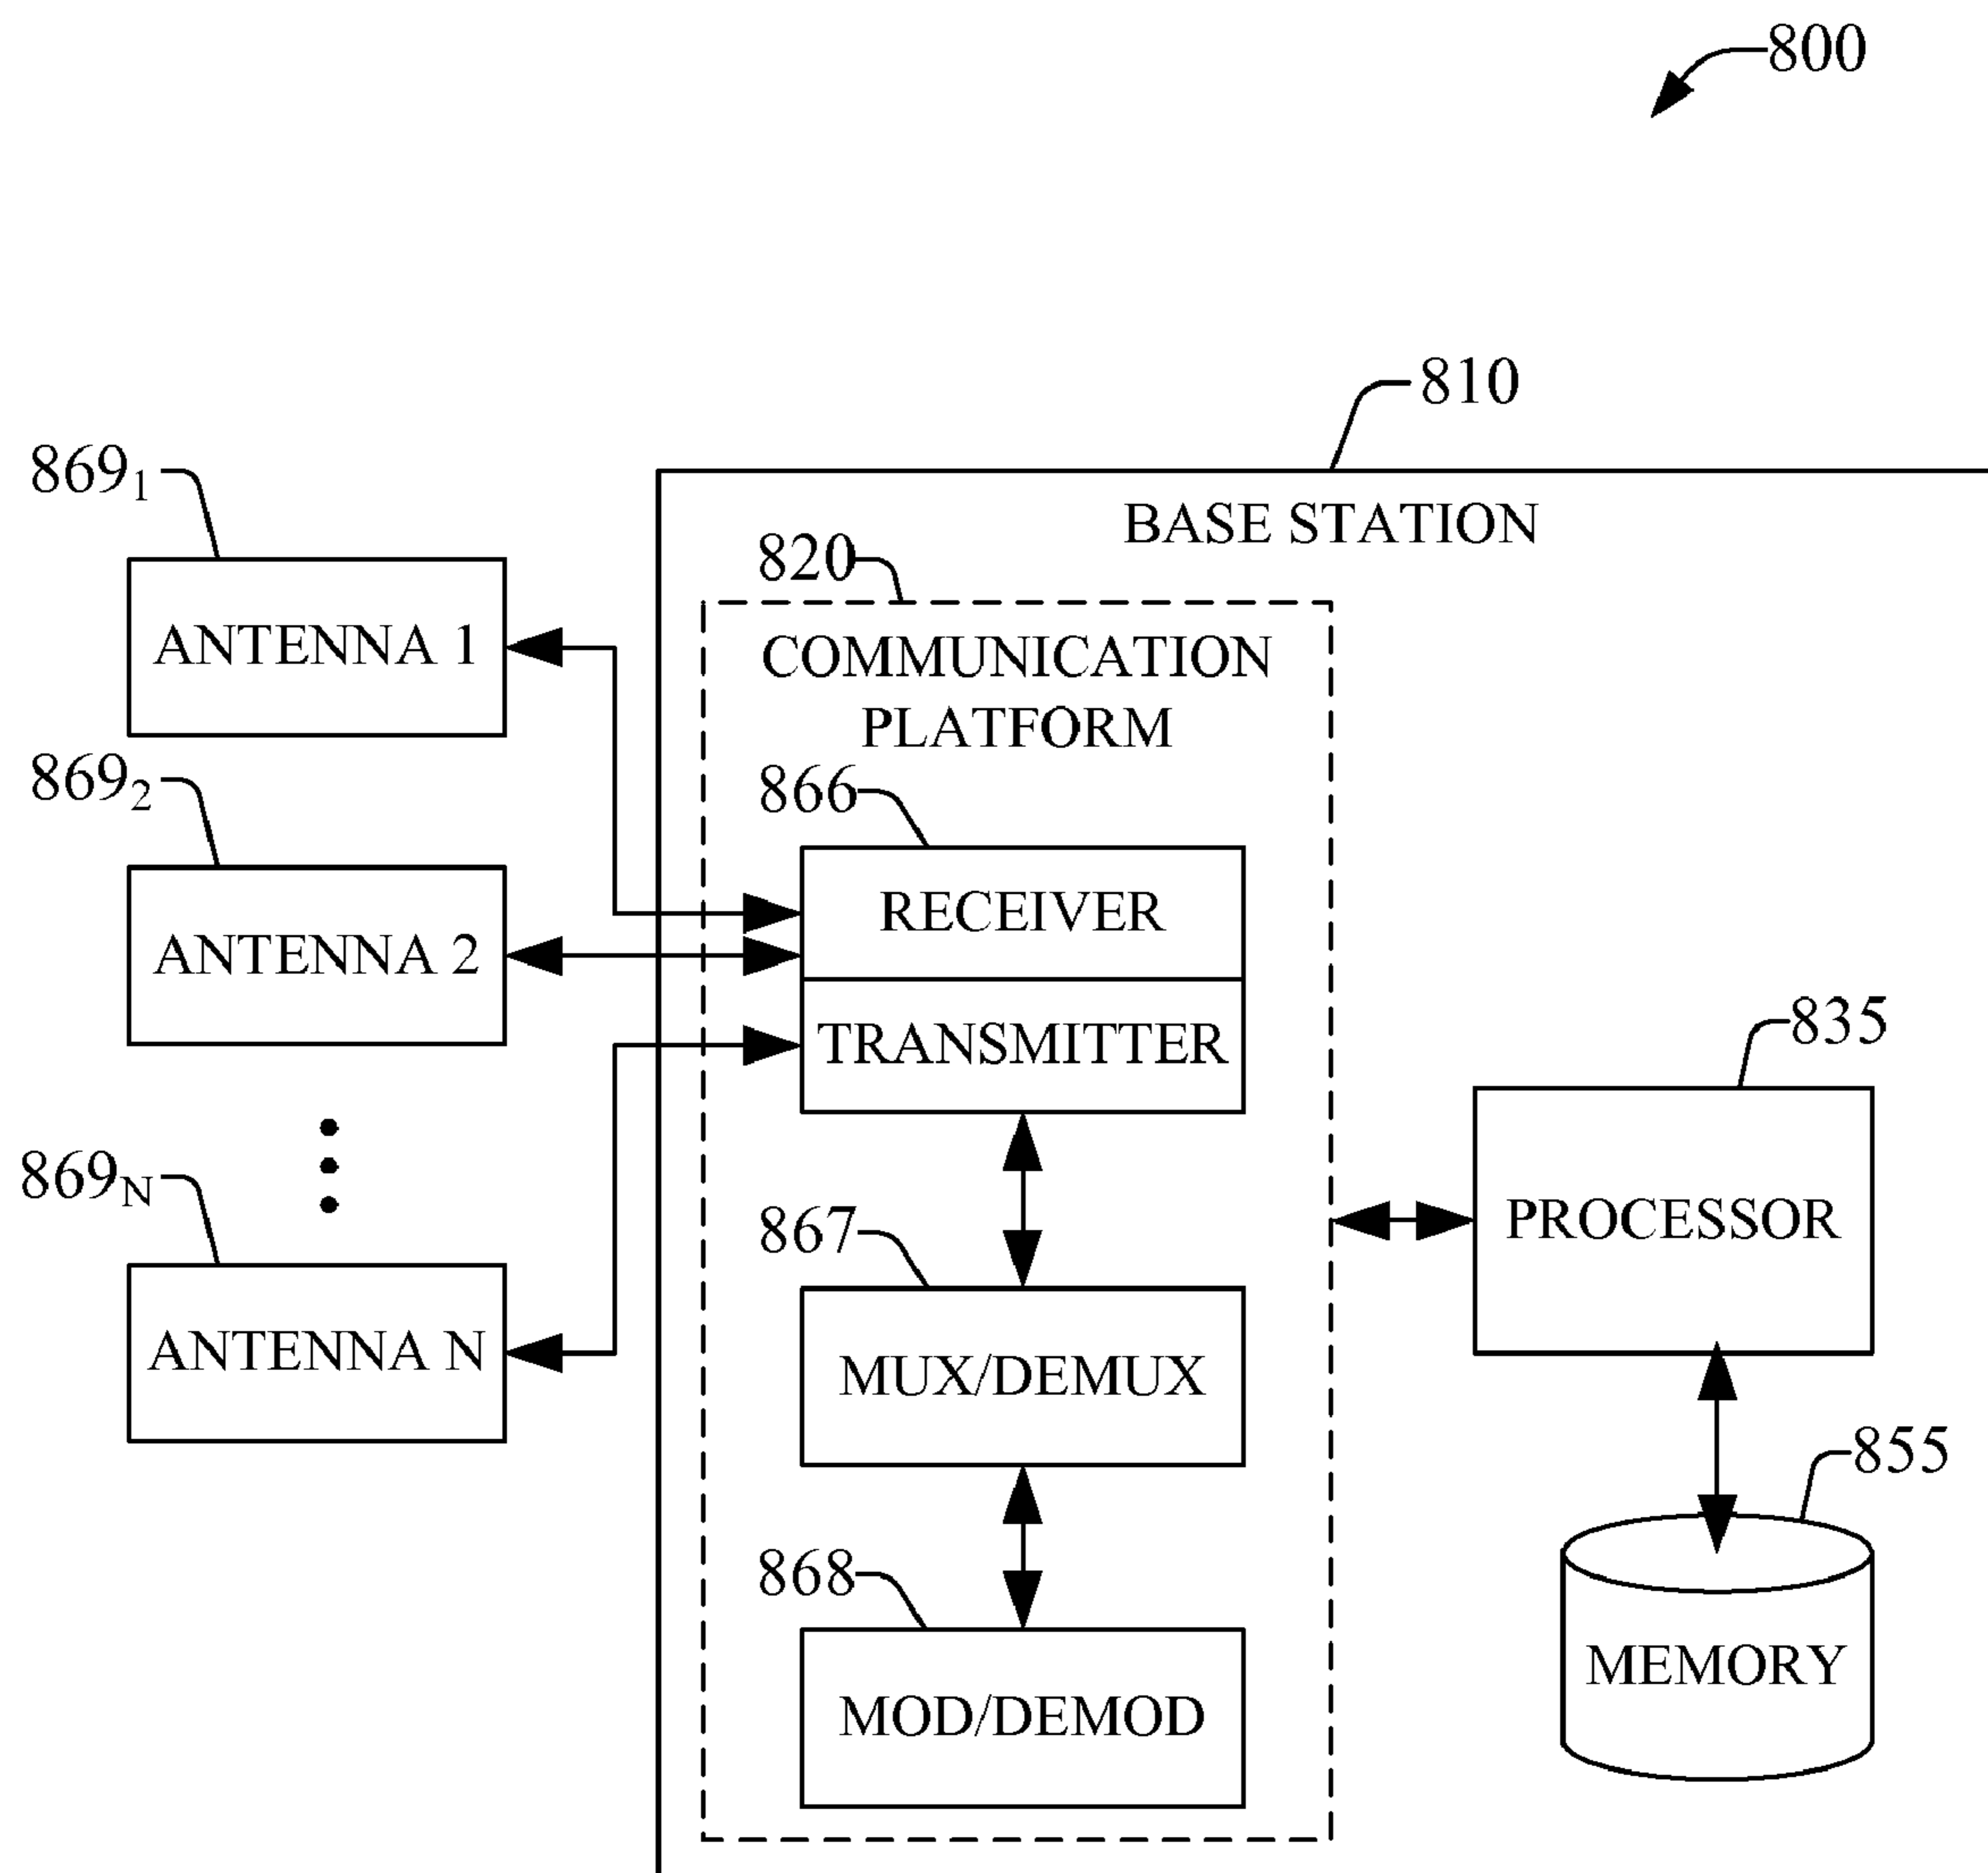 800
810
869₁
BASE STATION
820
ANTENNA 1
COMMUNICATION
PLATFORM
869₂
866
RECEIVER
ANTENNA 2
TRANSMITTER
835
869ₙ
867
PROCESSOR
ANTENNA N
MUX/DEMUX
855
868
MEMORY
MOD/DEMOD